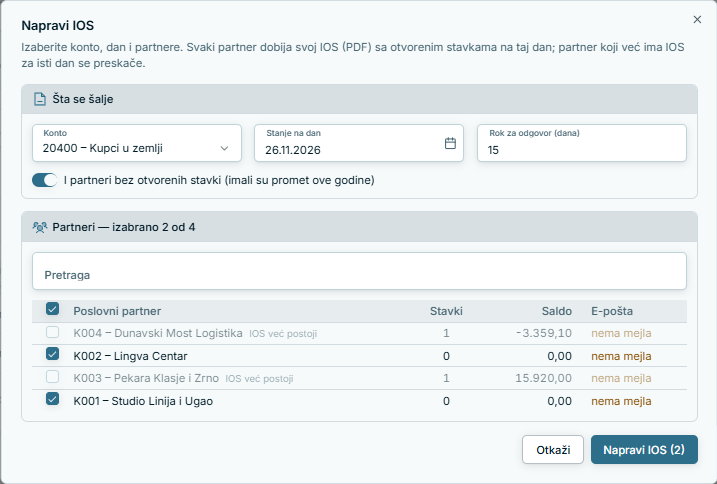 Napravi IOS
Izaberite konto, dan i partnere. Svaki partner dobija svoj IOS (PDF) sa otvorenim stavkama na taj dan; partner koji već ima IOS
za isti dan se preskače.
Šta se šalje
Konto
20400 – Kupci u zemlji
Stanje na dan
26.11.2026
Rok za odgovor (dana)
15
I partneri bez otvorenih stavki (imali su promet ove godine)
Partneri — izabrano 2 od 4
Pretraga
Poslovni partner Stavki Saldo E-pošta
K004 – Dunavski Most Logistika IOS već postoji 1 -3.359,10 nema mejla
K002 – Lingva Centar 0 0,00 nema mejla
K003 – Pekara Klasje i Zrno IOS već postoji 1 15.920,00 nema mejla
K001 – Studio Linija i Ugao 0 0,00 nema mejla
Otkaži
Napravi IOS (2)